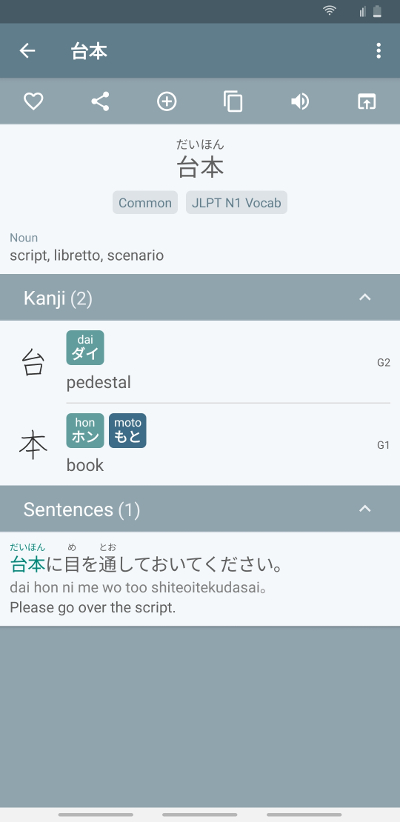 台本
だいほん
台本
Common JLPT N1 Vocab
Noun
script, libretto, scenario
Kanji (2)
台
dai
ダイ
pedestal
G2
本
hon moto
ホン もと
book
G1
Sentences (1)
だいほん め とお
台本に目を通しておいてください。
dai hon ni me wo too shiteoitekudasai。
Please go over the script.